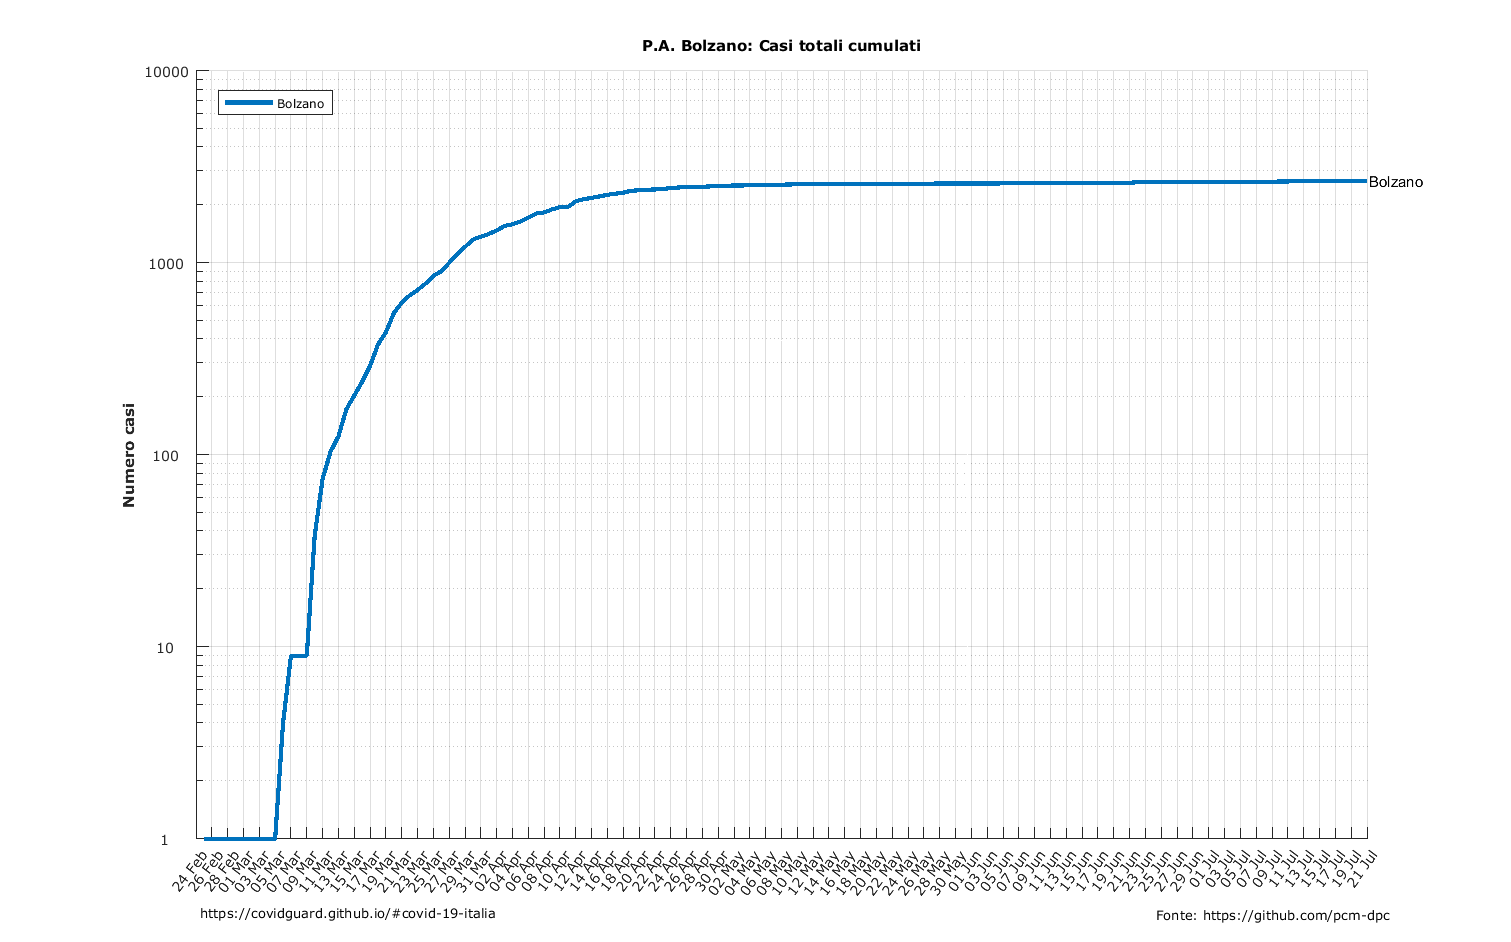 P.A. Bolzano: Casi totali cumulati
10000
1000
100
10
1
Numero casi
Bolzano
Bolzano
24 Feb
26 Feb
28 Feb
01 Mar
03 Mar
05 Mar
07 Mar
09 Mar
11 Mar
13 Mar
15 Mar
17 Mar
19 Mar
21 Mar
23 Mar
25 Mar
27 Mar
29 Mar
31 Mar
02 Apr
04 Apr
06 Apr
08 Apr
10 Apr
12 Apr
14 Apr
16 Apr
18 Apr
20 Apr
22 Apr
24 Apr
26 Apr
28 Apr
30 Apr
02 May
04 May
06 May
08 May
10 May
12 May
14 May
16 May
18 May
20 May
22 May
24 May
26 May
28 May
30 May
01 Jun
03 Jun
05 Jun
07 Jun
09 Jun
11 Jun
13 Jun
15 Jun
17 Jun
19 Jun
21 Jun
23 Jun
25 Jun
27 Jun
29 Jun
01 Jul
03 Jul
05 Jul
07 Jul
09 Jul
11 Jul
13 Jul
15 Jul
17 Jul
19 Jul
21 Jul
https://covidguard.github.io/#covid-19-italia
Fonte: https://github.com/pcm-dpc